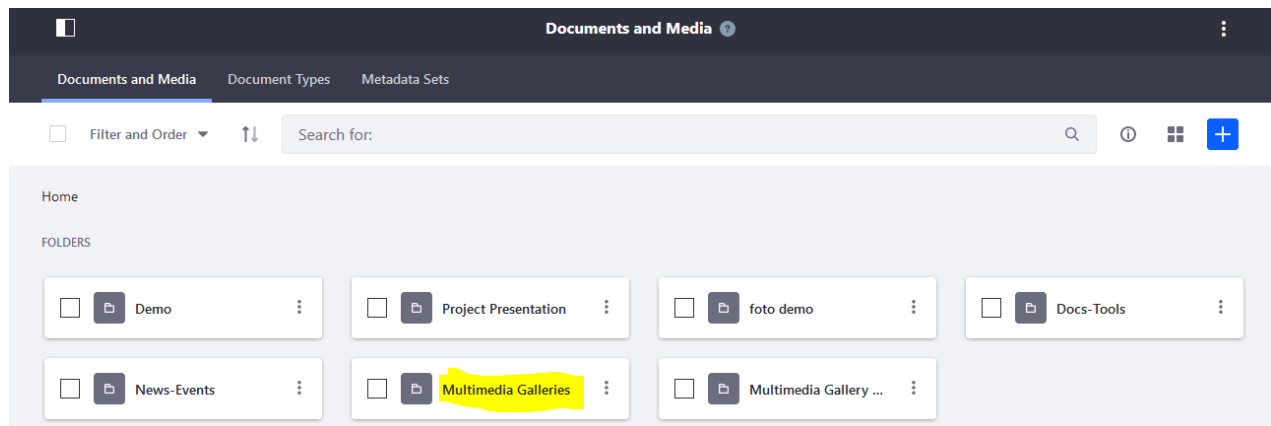 Documents and Media ?
Documents and Media Document Types Metadata Sets
Filter and Order Search for:
Home
FOLDERS
Demo Project Presentation foto demo Docs-Tools
News-Events Multimedia Galleries Multimedia Gallery ...